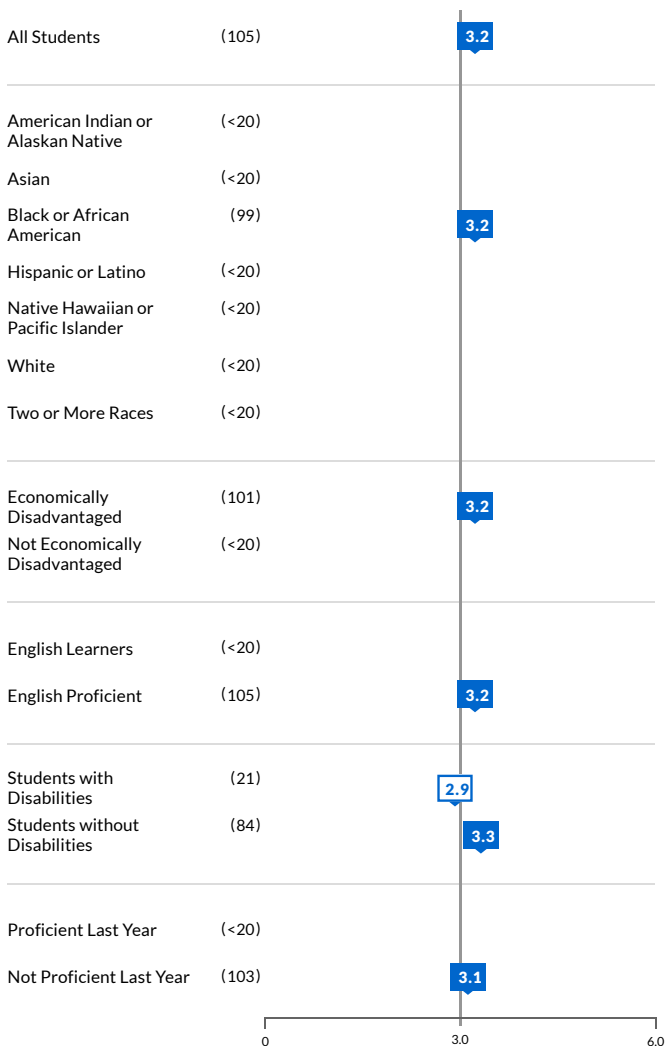 All Students (105) 3.2
American Indian or (<20)
Alaskan Native
Asian (<20)
Black or African (99) 3.2
American
Hispanic or Latino (<20)
Native Hawaiian or (<20)
Pacific Islander
White (<20)
Two or More Races (<20)
Economically (101) 3.2
Disadvantaged
Not Economically (<20)
Disadvantaged
English Learners (<20)
English Proficient (105) 3.2
Students with (21) 2.9
Disabilities
Students without (84) 3.3
Disabilities
Proficient Last Year (<20)
Not Proficient Last Year (103) 3.1
0 3.0 6.0